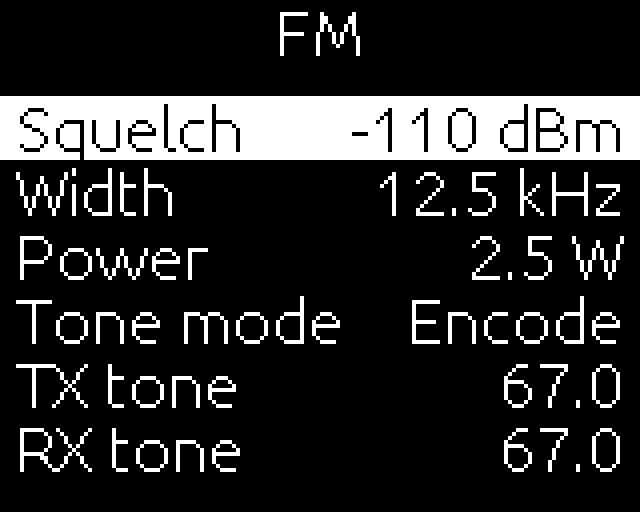 FM
Squelch -110 dBm
Width 12.5 kHz
Power 2.5 W
Tone mode Encode
TX tone 67.0
RX tone 67.0